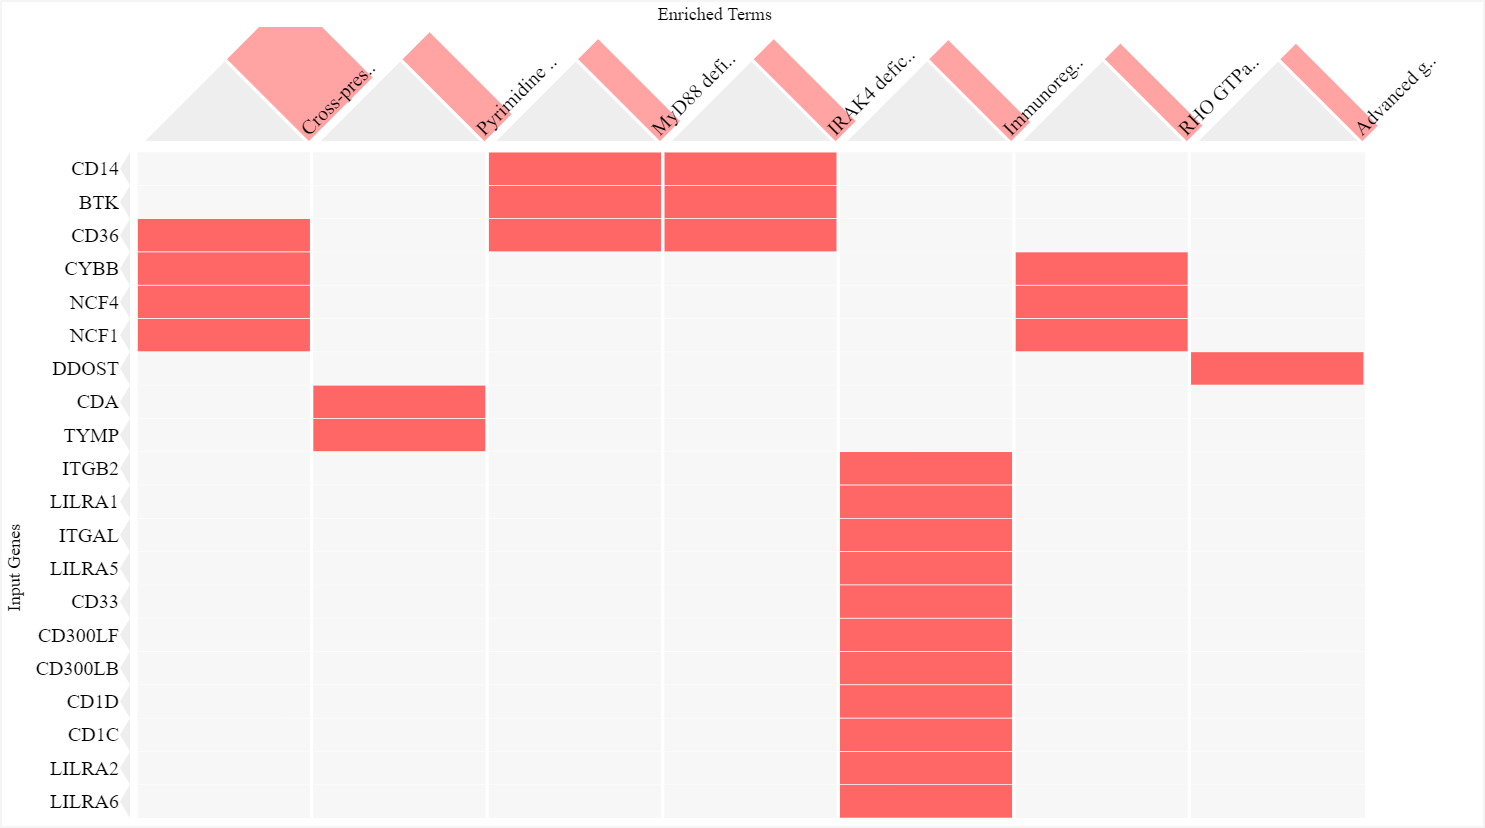 Enriched Terms
Cross-pres..
Pyrimidine ..
MyD88 defi..
IRAK4 defic..
Immunoreg..
RHO GTPa..
Advanced g..
CD14
BTK
CD36
CYBB
NCF4
NCF1
DDOST
CDA
TYMP
ITGB2
LILRA1
ITGAL
LILRA5
CD33
CD300LF
CD300LB
CD1D
CD1C
LILRA2
LILRA6
Input Genes